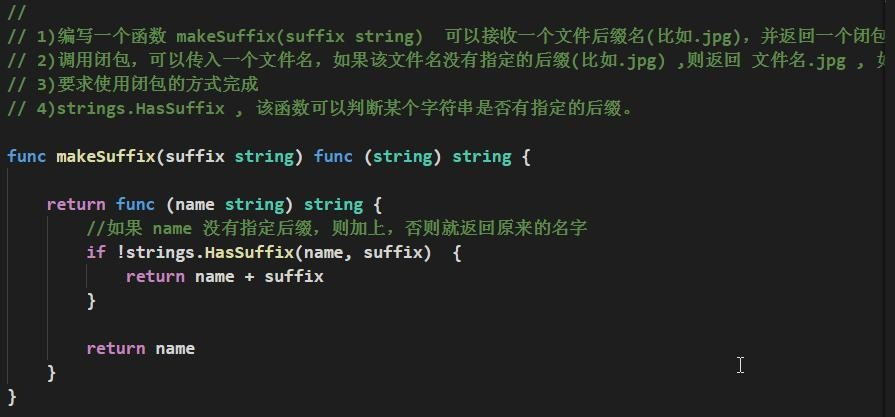 //
// 1)编写一个函数 makeSuffix(suffix string)  可以接收一个文件后缀名(比如.jpg)，并返回一个闭包
// 2)调用闭包，可以传入一个文件名，如果该文件名没有指定的后缀(比如.jpg) ,则返回 文件名.jpg , 如
// 3)要求使用闭包的方式完成
// 4)strings.HasSuffix , 该函数可以判断某个字符串是否有指定的后缀。
func makeSuffix(suffix string) func (string) string {
return func (name string) string {
//如果 name 没有指定后缀，则加上，否则就返回原来的名字
if !strings.HasSuffix(name, suffix)  {
return name + suffix
}
return name
}
}